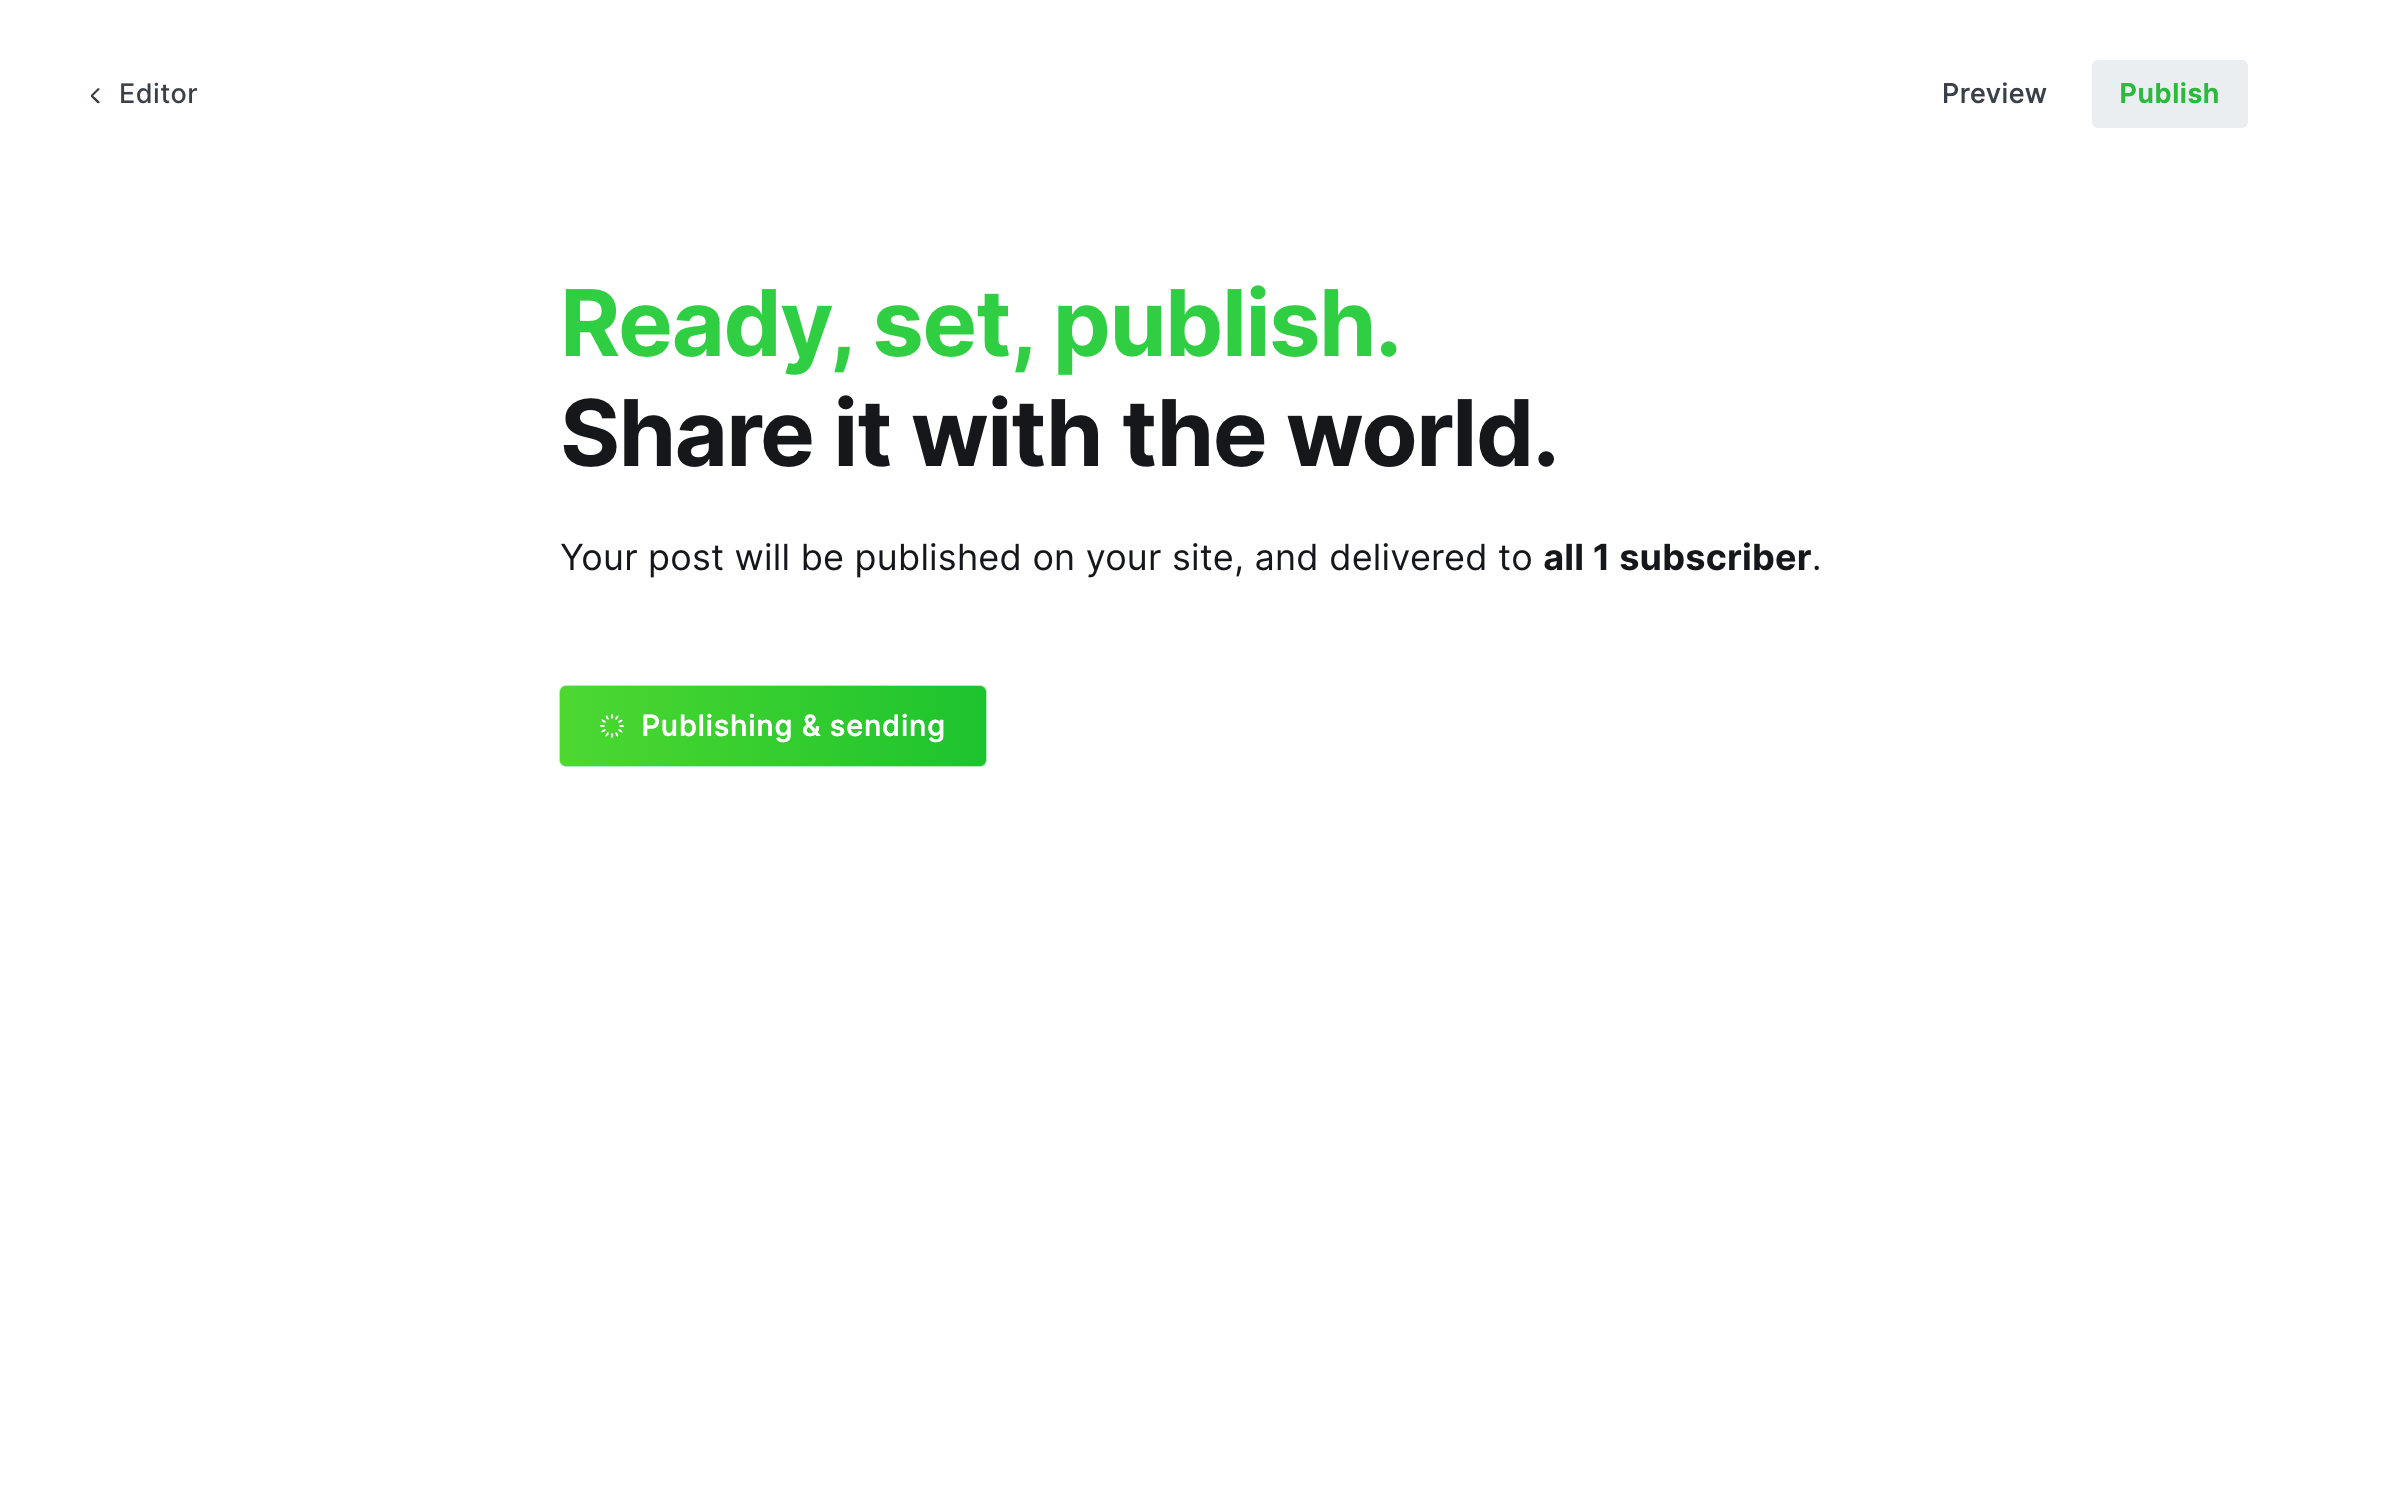 Editor
Preview
Publish
Ready, set, publish.
Share it with the world.
Your post will be published on your site, and delivered to all 1 subscriber.
Publishing & sending